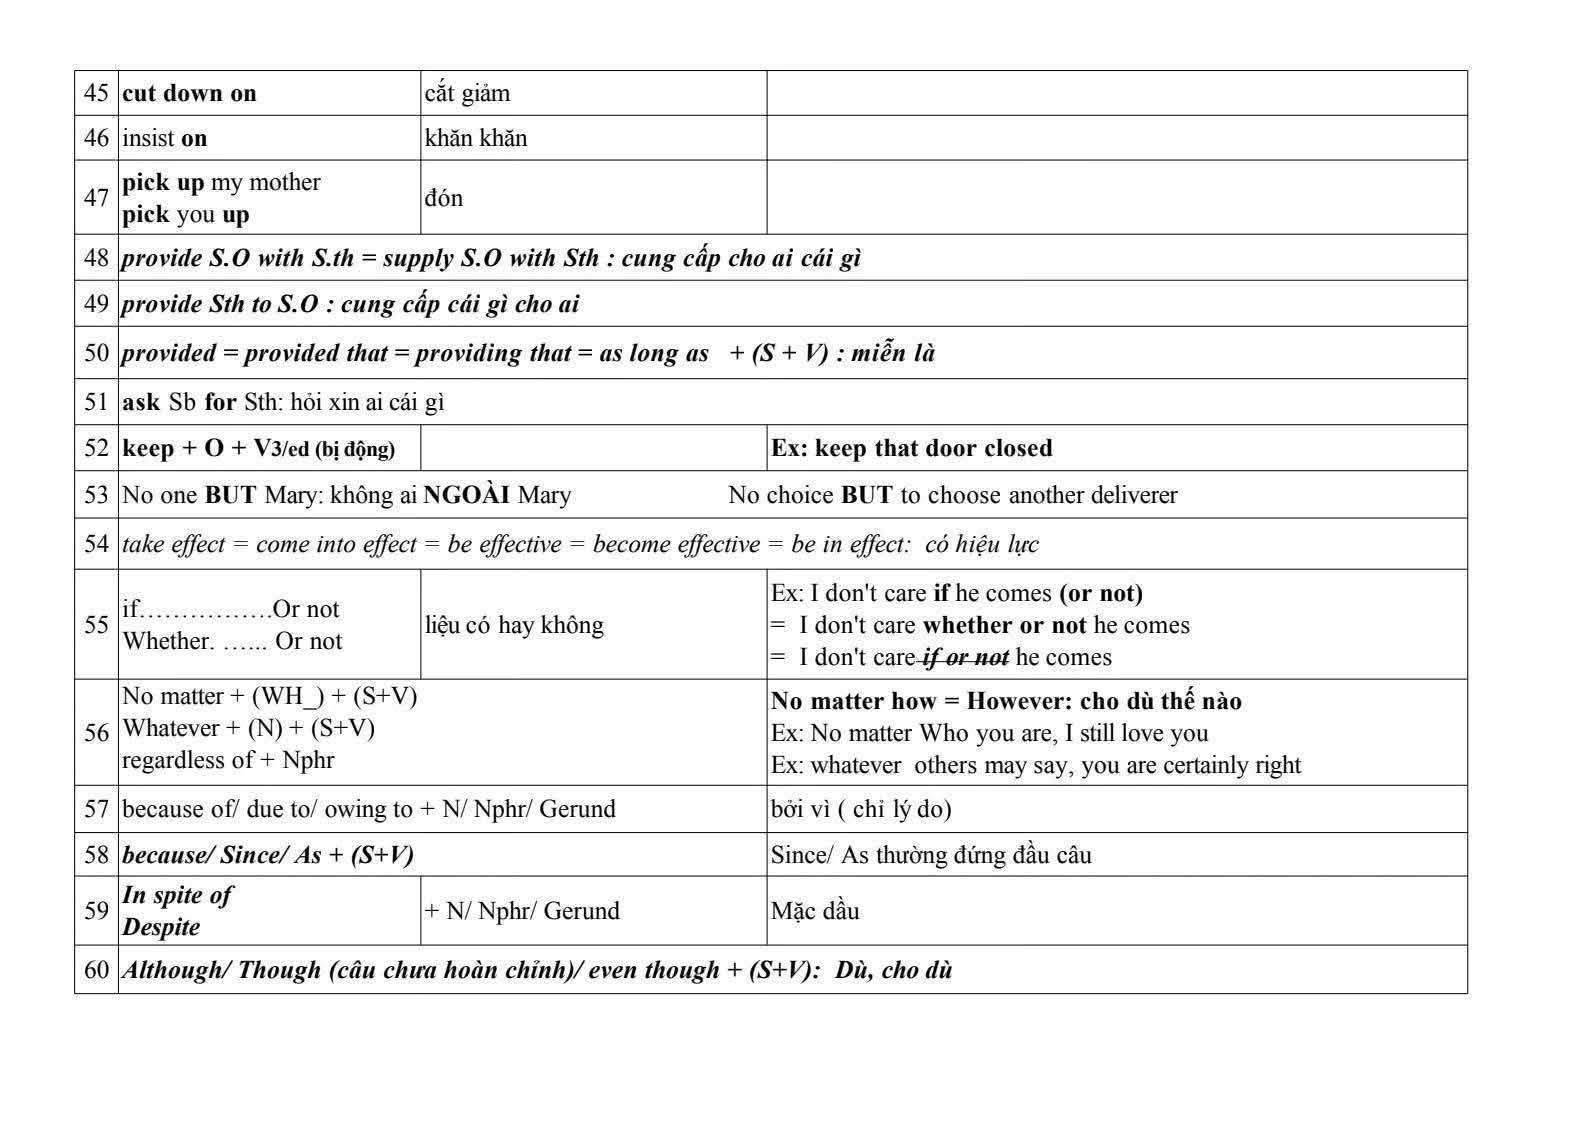 45 cut down on cắt giảm
46 insist on khăn khăn
47 pick up my mother
pick you up đón
48 provide S.O with S.th = supply S.O with Sth : cung cấp cho ai cái gì
49 provide Sth to S.O : cung cấp cái gì cho ai
50 provided = provided that = providing that = as long as + (S + V) : miễn là
51 ask Sb for Sth: hỏi xin ai cái gì
52 keep + O + V3/ed (bị động) Ex: keep that door closed
53 No one BUT Mary: không ai NGOÀI Mary No choice BUT to choose another deliverer
54 take effect = come into effect = be effective = become effective = be in effect: có hiệu lực
55 if…………….Or not
Whether. …... Or not
liệu có hay không
Ex: I don't care if he comes (or not)
= I don't care whether or not he comes
= I don't care if or not he comes
56 No matter + (WH_) + (S+V)
Whatever + (N) + (S+V)
regardless of + Nphr
No matter how = However: cho dù thế nào
Ex: No matter Who you are, I still love you
Ex: whatever others may say, you are certainly right
57 because of/ due to/ owing to + N/ Nphr/ Gerund bởi vì ( chỉ lý do)
58 because/ Since/ As + (S+V) Since/ As thường đứng đầu câu
59 In spite of
Despite
+ N/ Nphr/ Gerund Mặc dầu
60 Although/ Though (câu chưa hoàn chỉnh)/ even though + (S+V): Dù, cho dù